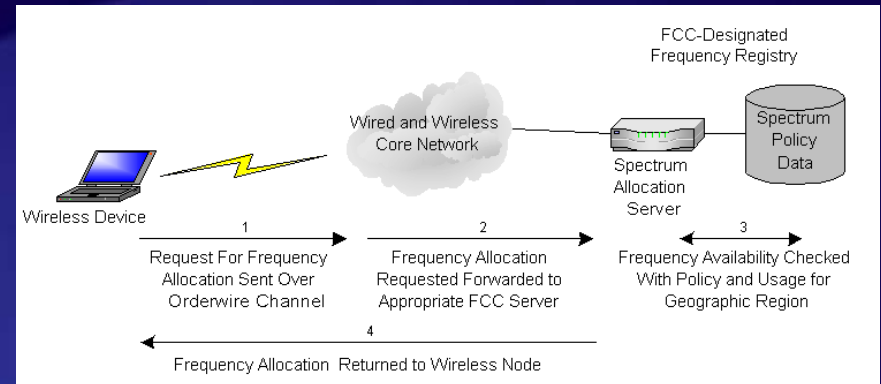 FCC-Designated
Frequency Registry
Wired and Wireless
Core Network
Spectrum
Policy
Data
Spectrum
Allocation
Server
Wireless Device
1
Request For Frequency
Allocation Sent Over
Orderwire Channel
2
Frequency Allocation
Requested Forwarded to
Appropriate FCC Server
3
Frequency Availability Checked
With Policy and Usage for
Geographic Region
4
Frequency Allocation Returned to Wireless Node